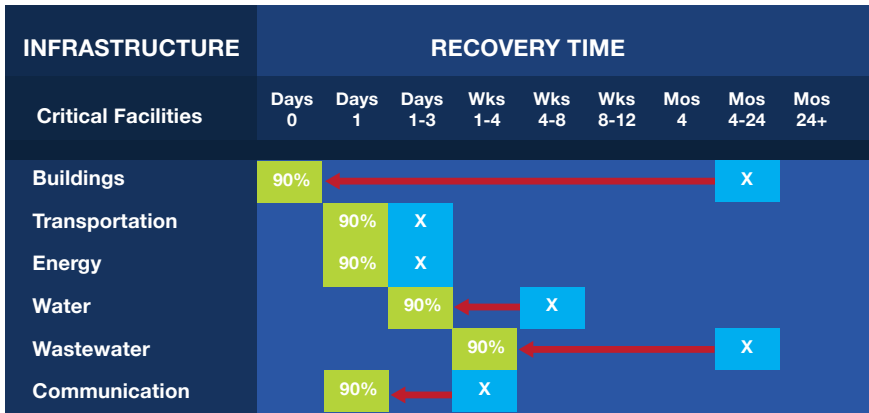 INFRASTRUCTURE RECOVERY TIME
Critical Facilities Days 0 Days 1 Days 1-3 Wks 1-4 Wks 4-8 Wks 8-12 Mos 4 Mos 4-24 Mos 24+
Buildings 90% X
Transportation 90% X
Energy 90% X
Water 90% X
Wastewater 90% X
Communication 90% X